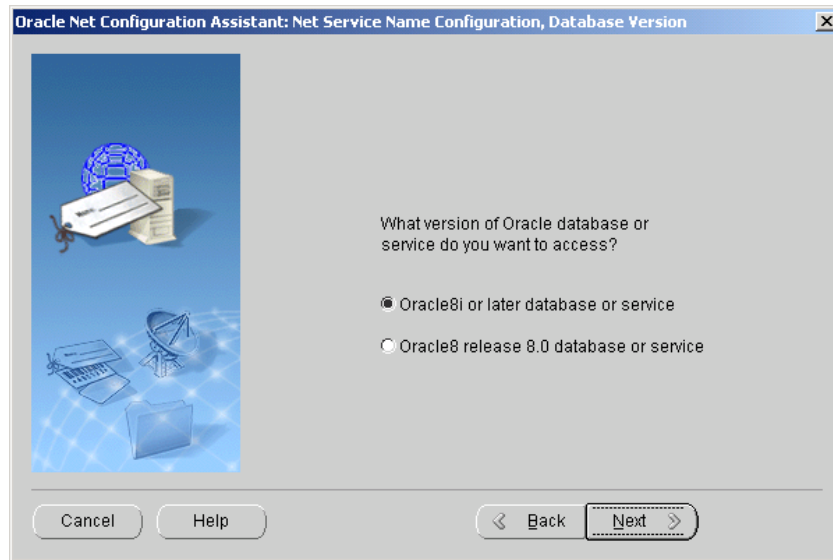 Oracle Net Configuration Assistant: Net Service Name Configuration, Database Version
What version of Oracle database or
service do you want to access?
Oracle8i or later database or service
Oracle8 release 8.0 database or service
Cancel
Help
Back
Next